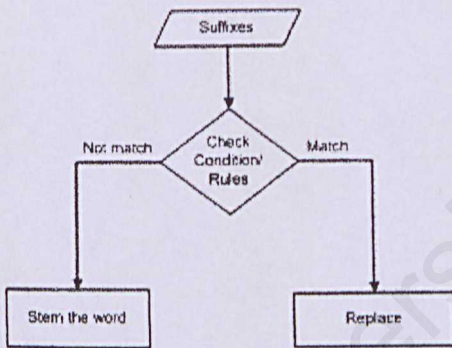 Suffixes
Check
Condition/
Rules
Not match
Match
Stem the word
Replace